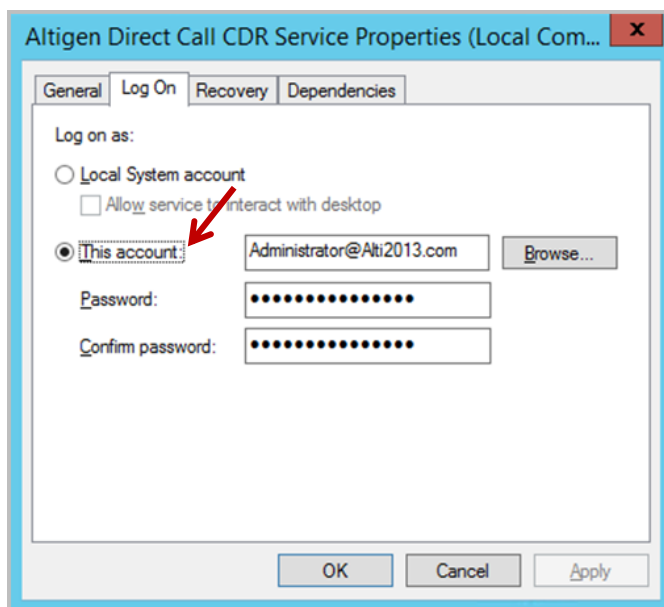 Altigen Direct Call CDR Service Properties (Local Com... x
General Log On Recovery Dependencies
Log on as:
Local System account
Allow service to interact with desktop
This account: Administrator@Alti2013.com Browse...
Password: •••••••••••••••
Confirm password: •••••••••••••••
OK Cancel Apply